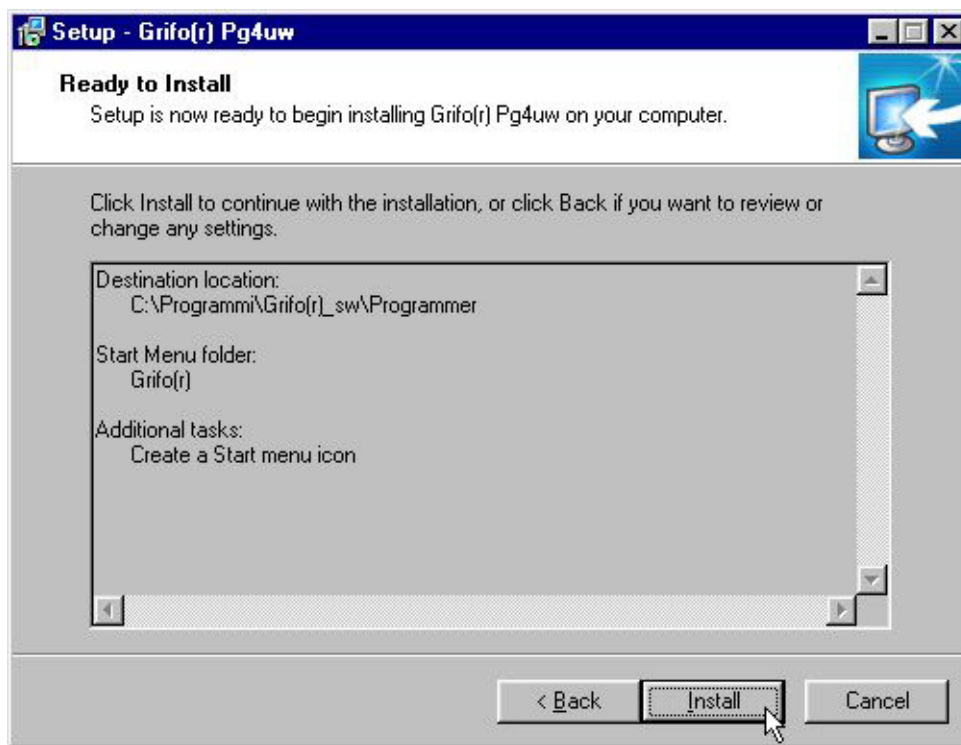 Setup - Grifo(r) Pg4uw
Ready to Install
Setup is now ready to begin installing Grifo(r) Pg4uw on your computer.
Click Install to continue with the installation, or click Back if you want to review or
change any settings.
Destination location:
C:\Programmi\Grifo(r)_sw\Programmer
Start Menu folder:
Grifo(r)
Additional tasks:
Create a Start menu icon
< Back
Install
Cancel